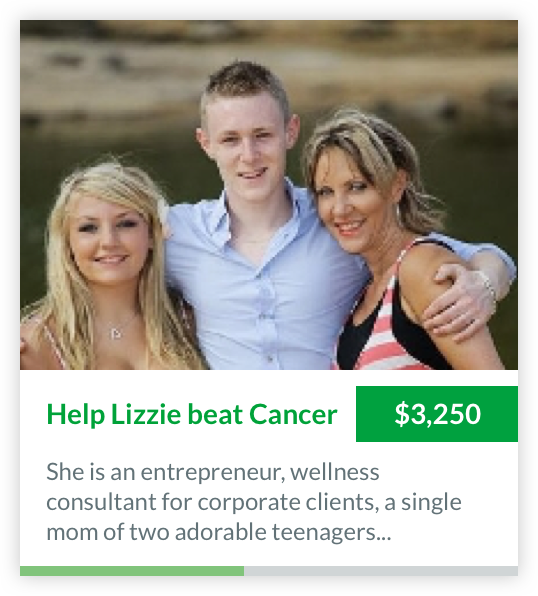 Help Lizzie beat Cancer $3,250
She is an entrepreneur, wellness
consultant for corporate clients, a single
mom of two adorable teenagers...